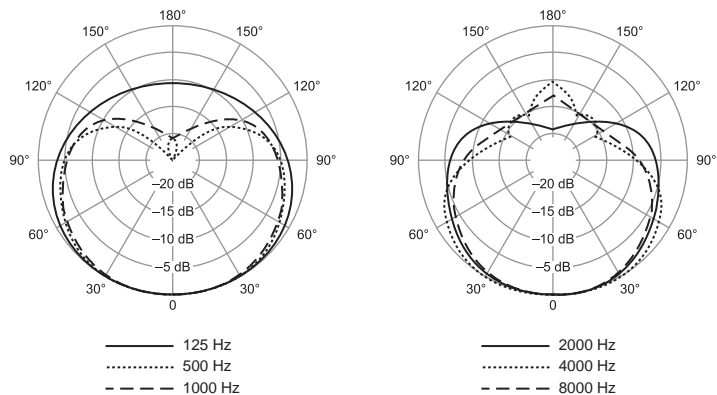 180°
150° 150°
120° 120°
90° 90°
–20 dB
–15 dB
60° 60°
–10 dB
–5 dB
30° 30°
0
125 Hz
500 Hz
1000 Hz
180°
150° 150°
120° 120°
90° 90°
–20 dB
–15 dB
60° 60°
–10 dB
–5 dB
30° 30°
0
2000 Hz
4000 Hz
8000 Hz